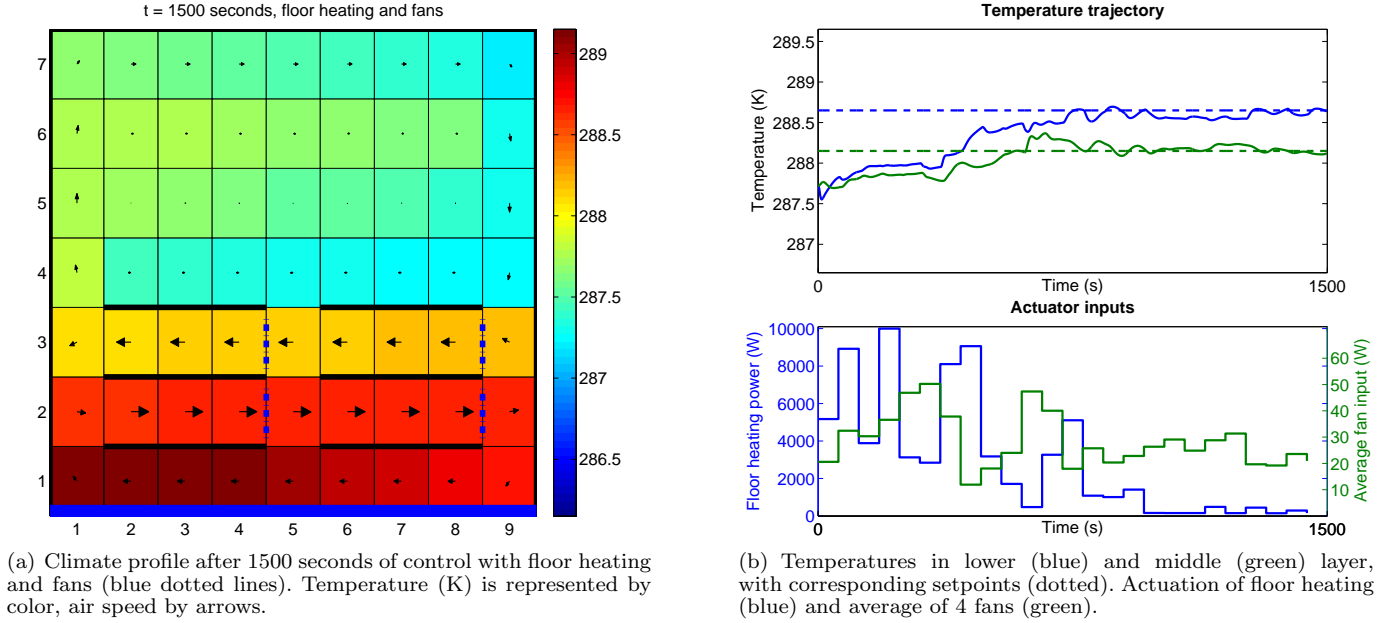 t = 1500 seconds, floor heating and fans
7
6
5
4
3
2
1
1 2 3 4 5 6 7 8 9
289
288.5
288
287.5
287
286.5
(a) Climate profile after 1500 seconds of control with floor heating
and fans (blue dotted lines). Temperature (K) is represented by
color, air speed by arrows.
Temperature trajectory
Temperature (K)
289.5
289
288.5
288
287.5
287
0 1500
Time (s)
Actuator inputs
Floor heating power (W)
10000
8000
6000
4000
2000
0
Average fan input (W)
60
50
40
30
20
10
0 1500
Time (s)
(b) Temperatures in lower (blue) and middle (green) layer,
with corresponding setpoints (dotted). Actuation of floor heating
(blue) and average of 4 fans (green).